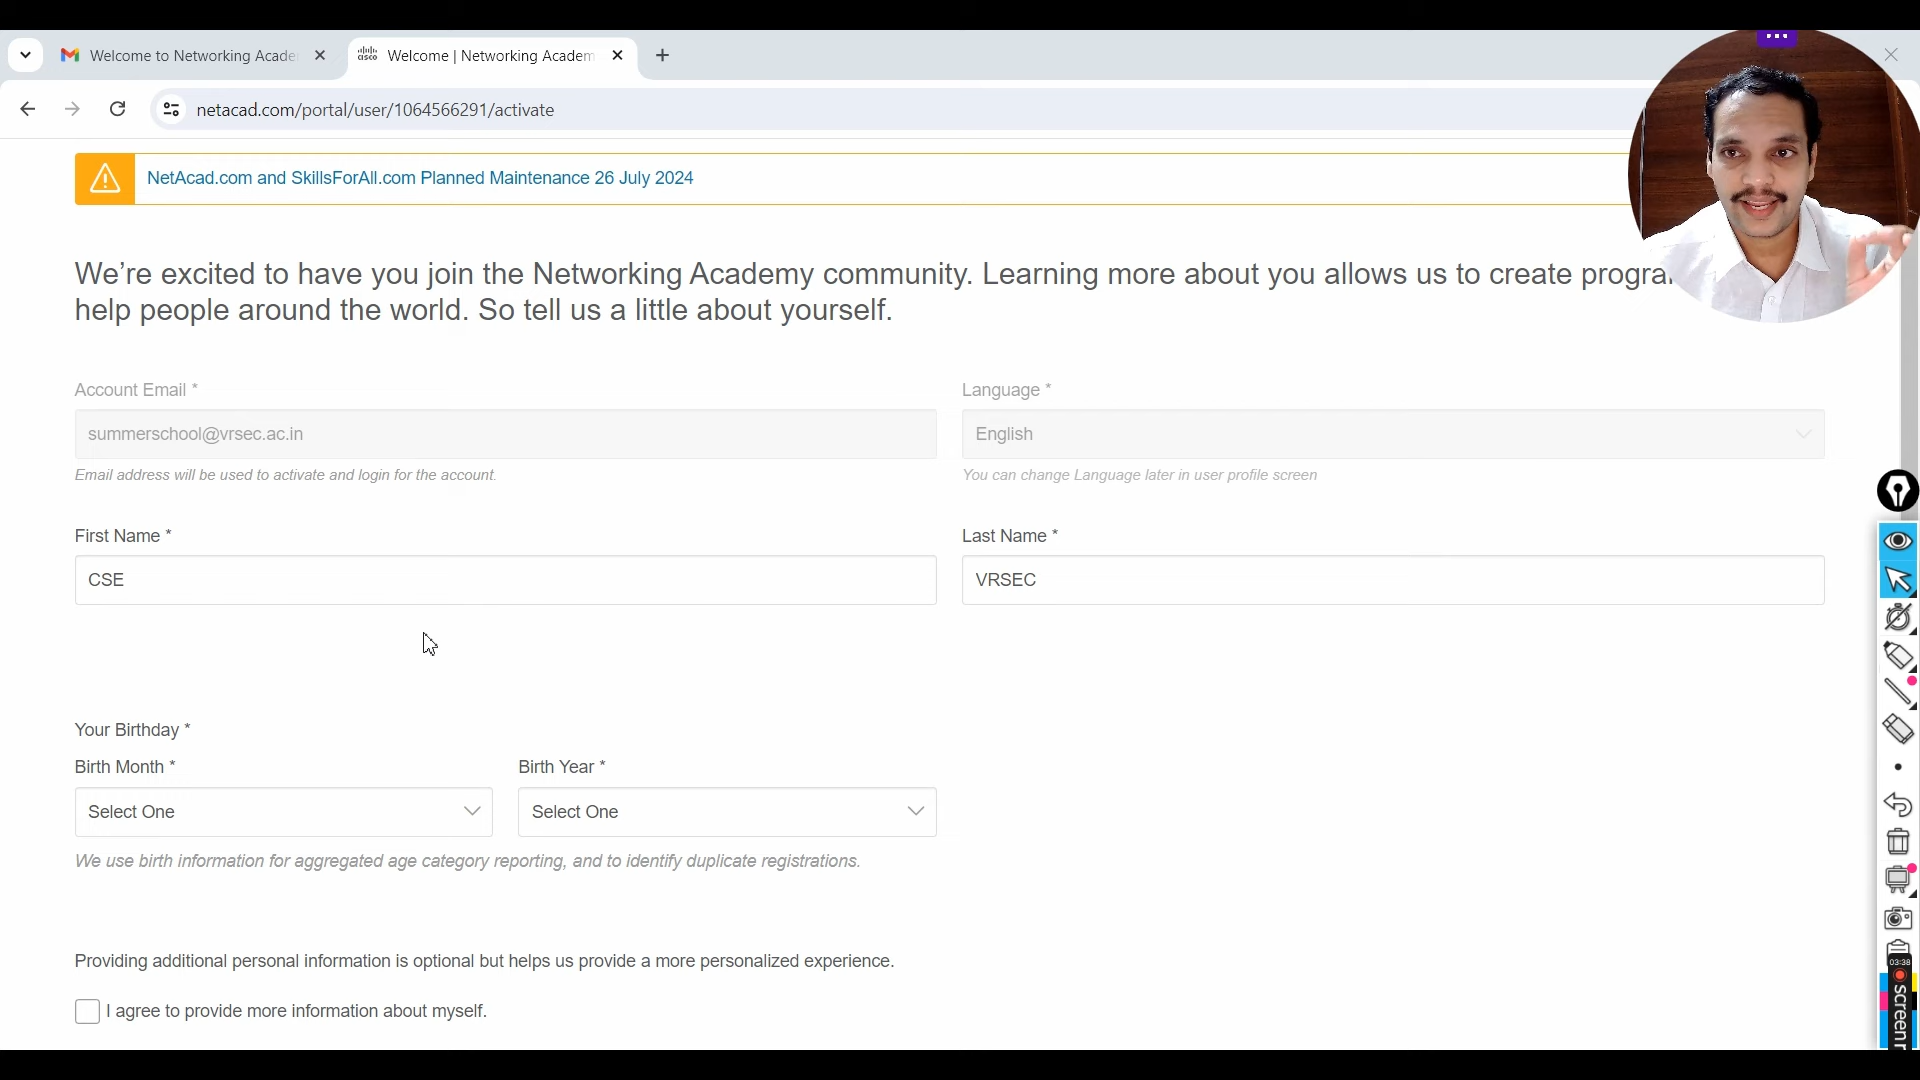 Welcome to Networking Acade
Welcome | Networking Academ
netacad.com/portal/user/1064566291/activate
NetAcad.com and SkillsForAll.com Planned Maintenance 26 July 2024
We’re excited to have you join the Networking Academy community. Learning more about you allows us to create progra
help people around the world. So tell us a little about yourself.
Account Email *
Language *
summerschool@vrsec.ac.in
English
Email address will be used to activate and login for the account.
You can change Language later in user profile screen
First Name *
Last Name *
CSE
VRSEC
Your Birthday *
Birth Month *
Birth Year *
Select One
Select One
We use birth information for aggregated age category reporting, and to identify duplicate registrations.
Providing additional personal information is optional but helps us provide a more personalized experience.
I agree to provide more information about myself.
03:38
screenr